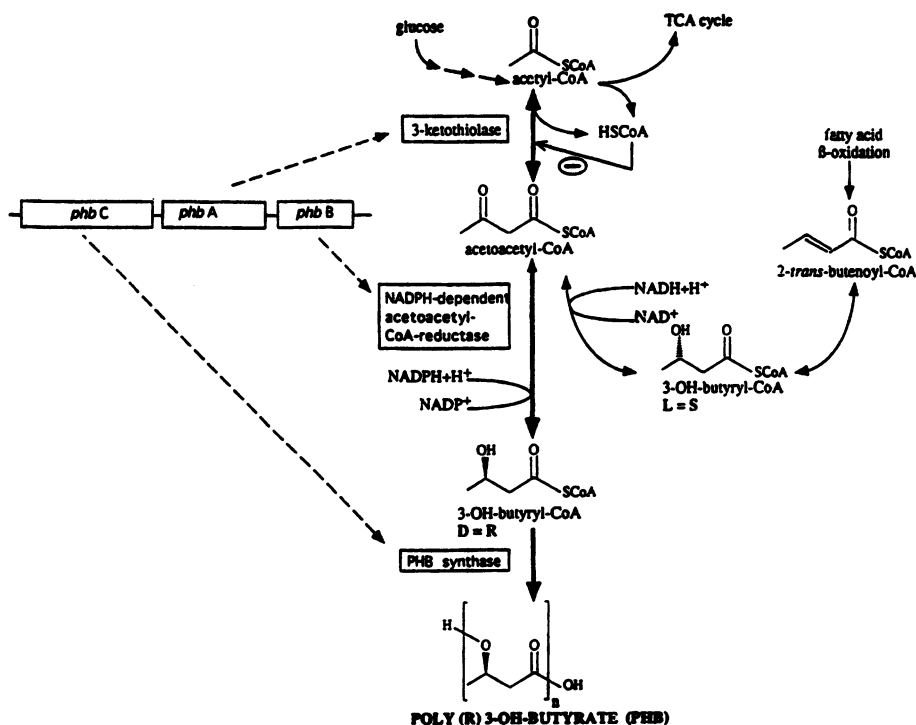 glucose
O
SCoA
acetyl-CoA
TCA cycle
3-ketothiolase
HSCoA
−
fatty acid
ß-oxidation
phb C
phb A
phb B
O
O
SCoA
acetoacetyl-CoA
O
SCoA
2-trans-butenoyl-CoA
NADPH-dependent
acetoacetyl-
CoA-reductase
NADH+H⁺
NAD⁺
OH
O
SCoA
3-OH-butyryl-CoA
L = S
NADPH+H⁺
NADP⁺
OH
O
SCoA
3-OH-butyryl-CoA
D = R
PHB synthase
H
O
O
OH
n
POLY (R) 3-OH-BUTYRATE (PHB)